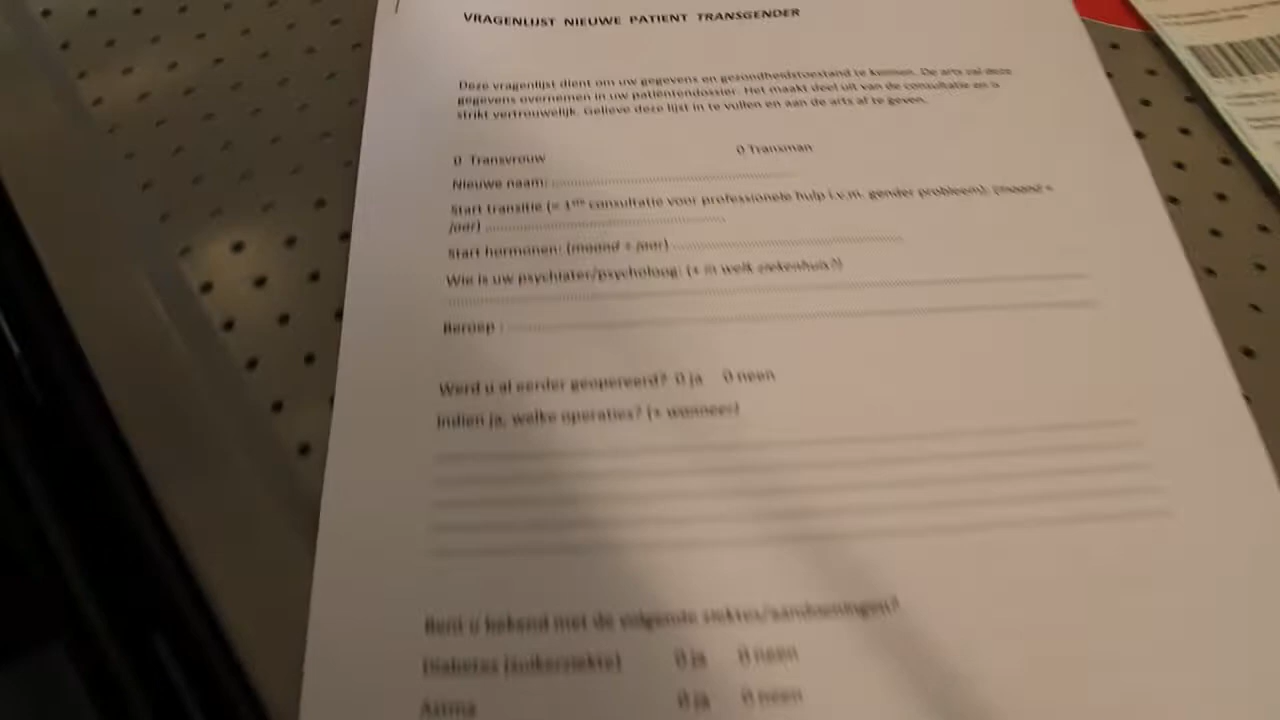 VRAGENLIJST NIEUWE PATIENT TRANSGENDER
Deze vragenlijst dient om uw gegevens en gezondheidstoestand te kennen. De arts zal deze
gegevens overnemen in uw patiëntendossier. Het maakt deel uit van de consultatie en is
strikt vertrouwelijk. Gelieve deze lijst in te vullen en aan de arts af te geven.
0 Transvrouw 0 Transman
Nieuwe naam:
Start transitie (= 1ste consultatie voor professionele hulp i.v.m. gender probleem): (maand +
jaar)
Start hormonen: (maand + jaar)
Wie is uw psychiater/psycholoog: (+ in welk ziekenhuis?)
Beroep :
Werd u al eerder geopereerd? 0 ja 0 neen
Indien ja, welke operaties? (+ wanneer)
Bent u bekend met de volgende ziektes/aandoeningen?
Diabetes (suikerziekte) 0 ja 0 neen
Astma 0 ja 0 neen